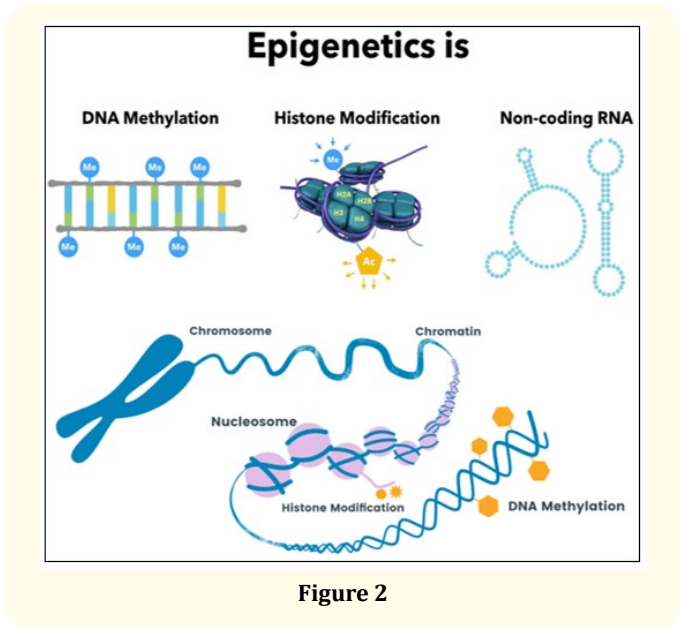 Epigenetics is
DNA Methylation
Histone Modification
Non-coding RNA
Me
Me
Me
Me
Me
Me
Me
H2A
H2B
H3
H4
Ac
Chromosome
Chromatin
Nucleosome
Histone Modification
DNA Methylation
Figure 2